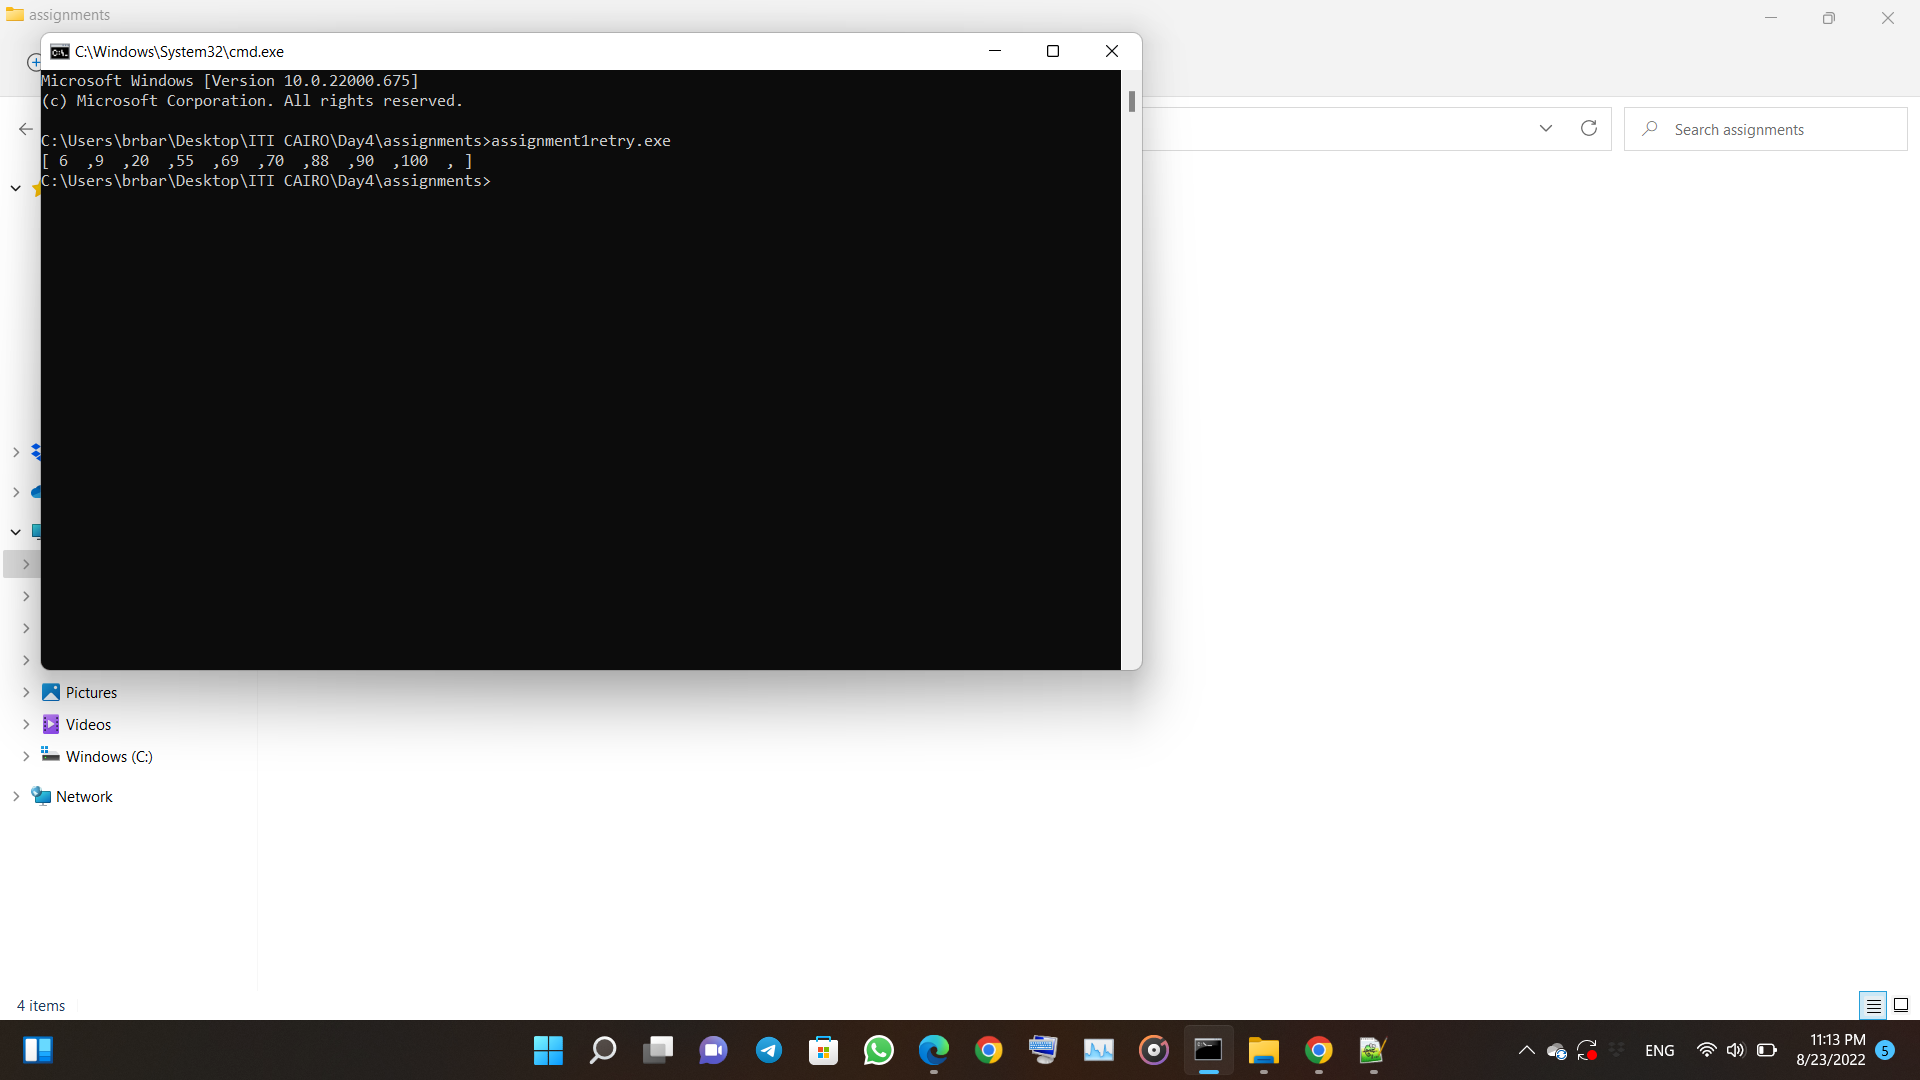 assignments
C:\Windows\System32\cmd.exe
Microsoft Windows [Version 10.0.22000.675]
(c) Microsoft Corporation. All rights reserved.
C:\Users\brbar\Desktop\ITI CAIRO\Day4\assignments>assignment1retry.exe
[ 6  ,9  ,20  ,55  ,69  ,70  ,88  ,90  ,100  , ]
C:\Users\brbar\Desktop\ITI CAIRO\Day4\assignments>
Search assignments
Pictures
Videos
Windows (C:)
Network
4 items
ENG
11:13 PM
8/23/2022
5